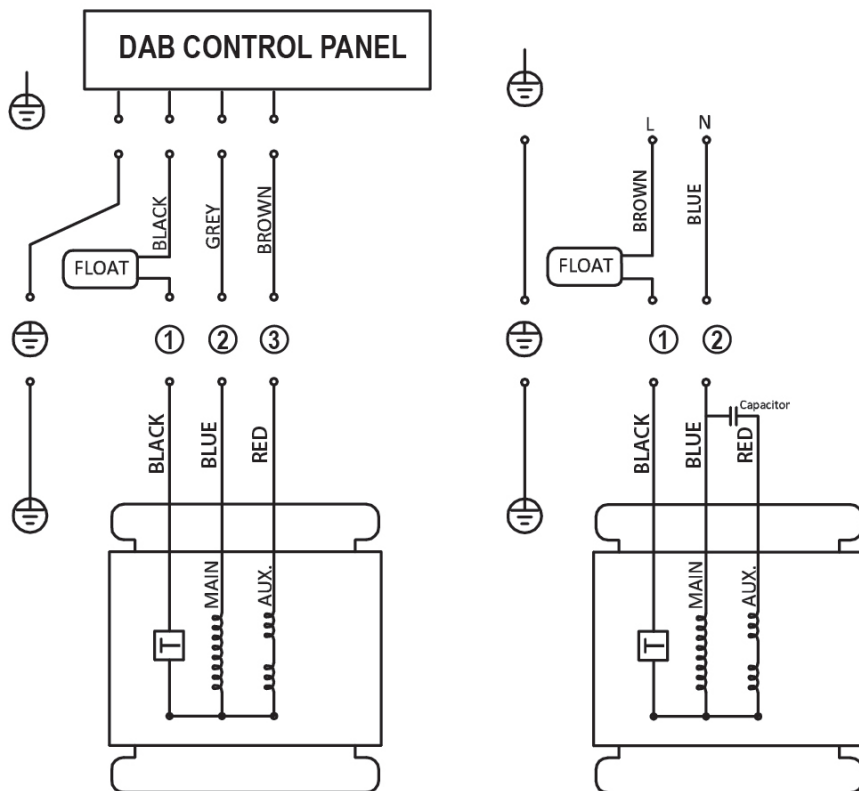 DAB CONTROL PANEL
BLACK
GREY
BROWN
FLOAT
1
2
3
BLACK
BLUE
RED
MAIN
AUX.
T
L
N
BROWN
BLUE
FLOAT
1
2
Capacitor
BLACK
BLUE
RED
MAIN
AUX.
T